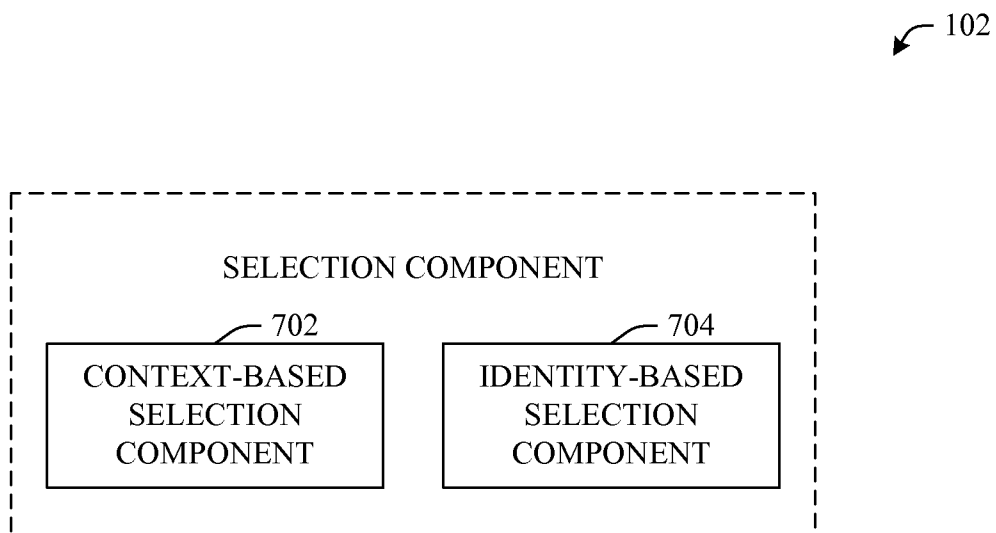 102
SELECTION COMPONENT
702
704
CONTEXT-BASED
SELECTION
COMPONENT
IDENTITY-BASED
SELECTION
COMPONENT